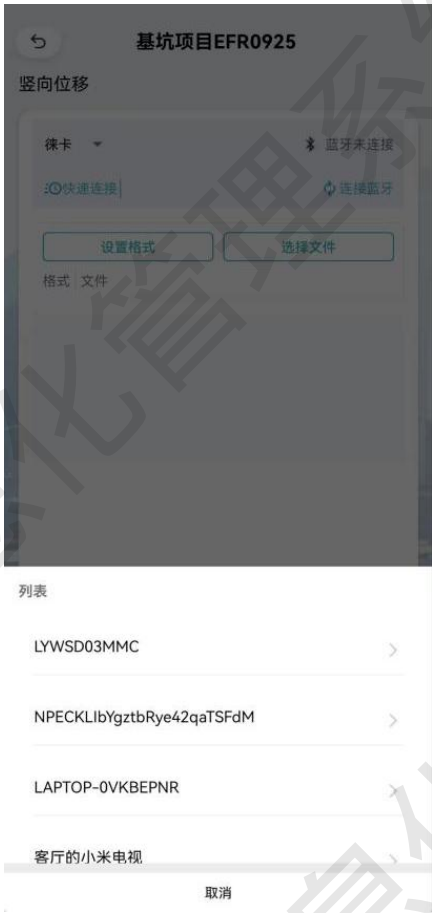 基坑项目EFR0925
竖向位移
徕卡 蓝牙未连接
快速连接 连接蓝牙
设置格式 选择文件
格式 文件
列表
LYWSD03MMC
NPECKLIbYgztbRye42qaTSFdM
LAPTOP-0VKBEPNR
客厅的小米电视
取消